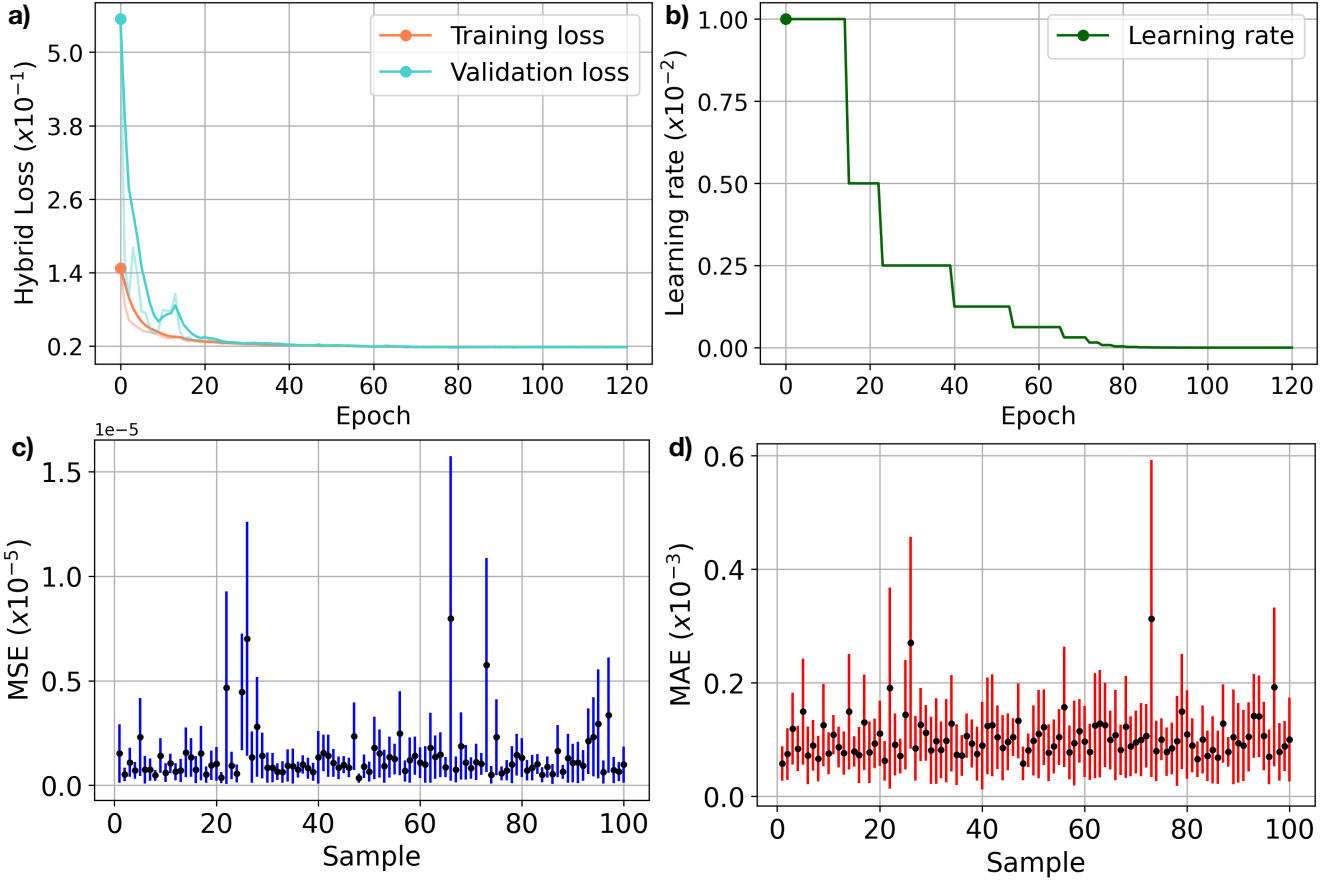 a)
Hybrid Loss (x10⁻¹)
5.0
3.8
2.6
1.4
0.2
Training loss
Validation loss
0 20 40 60 80 100 120
Epoch
b)
Learning rate (x10⁻²)
1.00
0.75
0.50
0.25
0.00
Learning rate
0 20 40 60 80 100 120
Epoch
c)
1e−5
MSE (x10⁻⁵)
1.5
1.0
0.5
0.0
0 20 40 60 80 100
Sample
d)
MAE (x10⁻³)
0.6
0.4
0.2
0.0
0 20 40 60 80 100
Sample